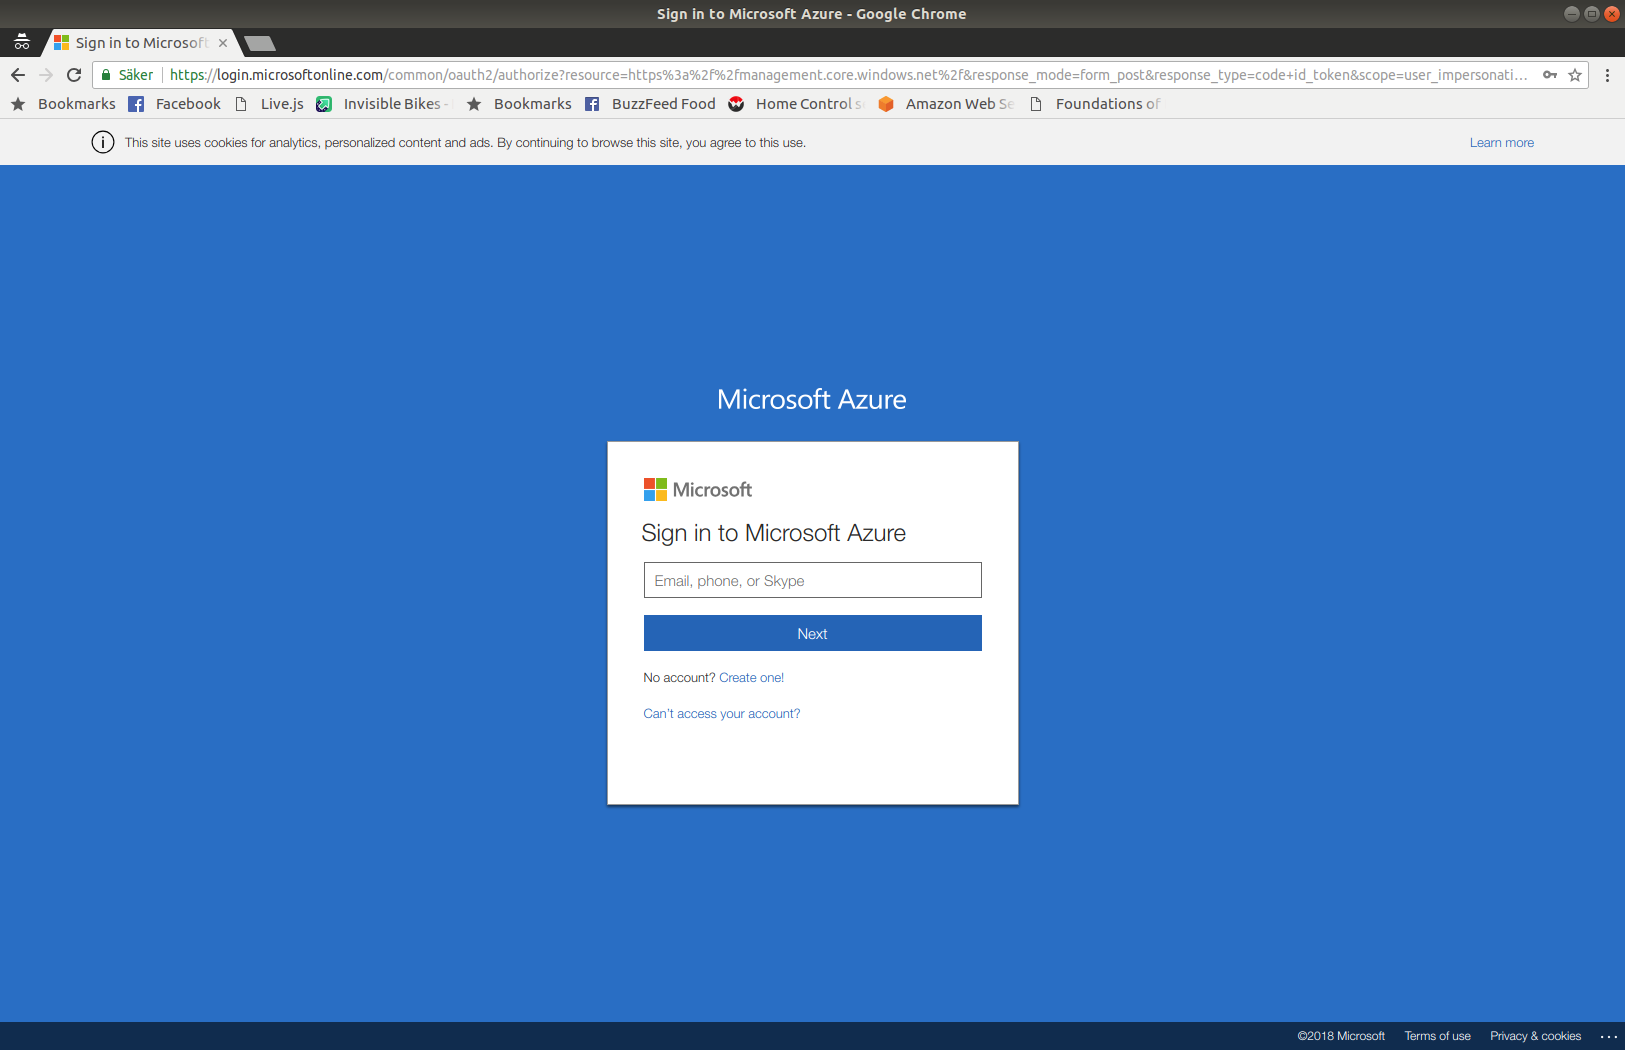 Sign in to Microsoft Azure - Google Chrome
Sign in to Microsoft
Säker https://login.microsoftonline.com/common/oauth2/authorize?resource=https%3a%2f%2fmanagement.core.windows.net%2f&response_mode=form_post&response_type=code+id_token&scope=user_impersonati...
Bookmarks Facebook Live.js Invisible Bikes - Bookmarks BuzzFeed Food Home Control s Amazon Web Se Foundations of
This site uses cookies for analytics, personalized content and ads. By continuing to browse this site, you agree to this use. Learn more
Microsoft Azure
Microsoft
Sign in to Microsoft Azure
Email, phone, or Skype
Next
No account? Create one!
Can't access your account?
©2018 Microsoft Terms of use Privacy & cookies ...